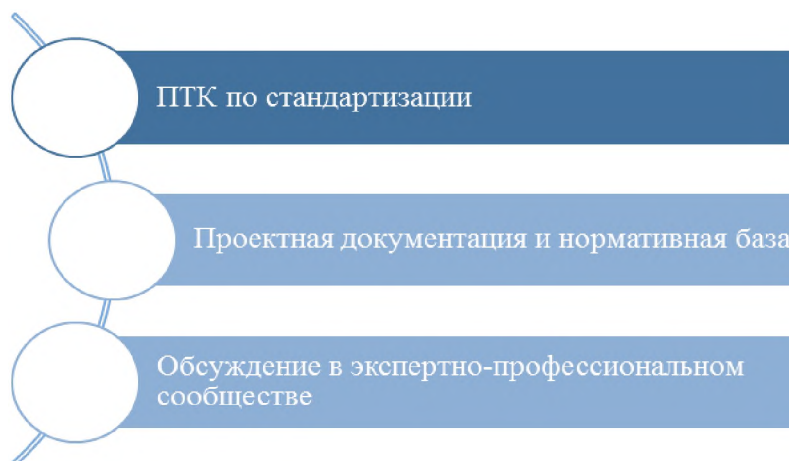 ПТК по стандартизации
Проектная документация и нормативная база
Обсуждение в экспертно-профессиональном
сообществе